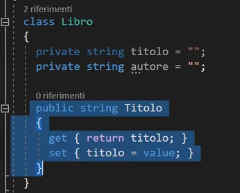 2 riferimenti
class Libro
{
private string titolo = "";
private string autore = "";
0 riferimenti
public string Titolo
{
get { return titolo; }
set { titolo = value; }
}
}